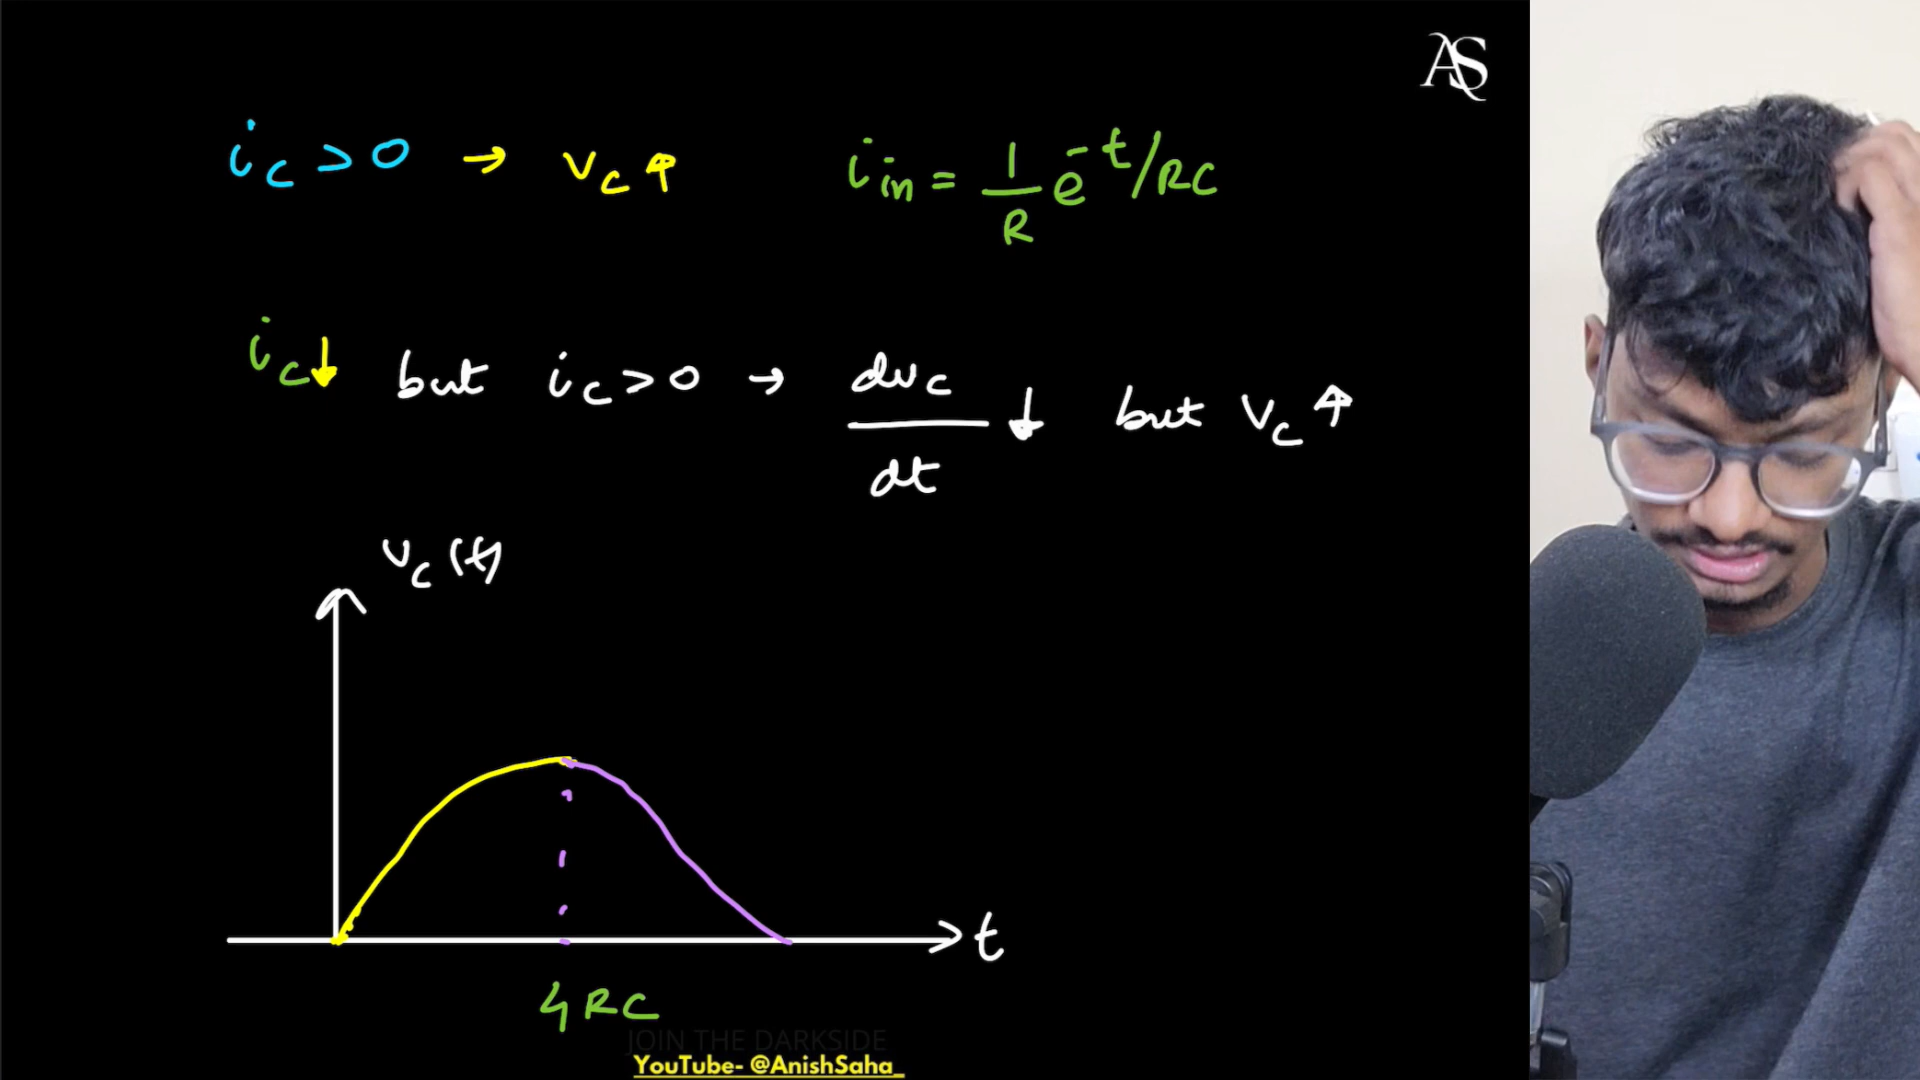 AS
i_c > 0 → v_c ↑
i_in = 1/R e^{-t/RC}
i_c ↓ but i_c > 0 → dv_c/dt ↓ but v_c ↑
v_c (t)
t
4RC
JOIN THE DARKSIDE
YouTube- @AnishSaha_